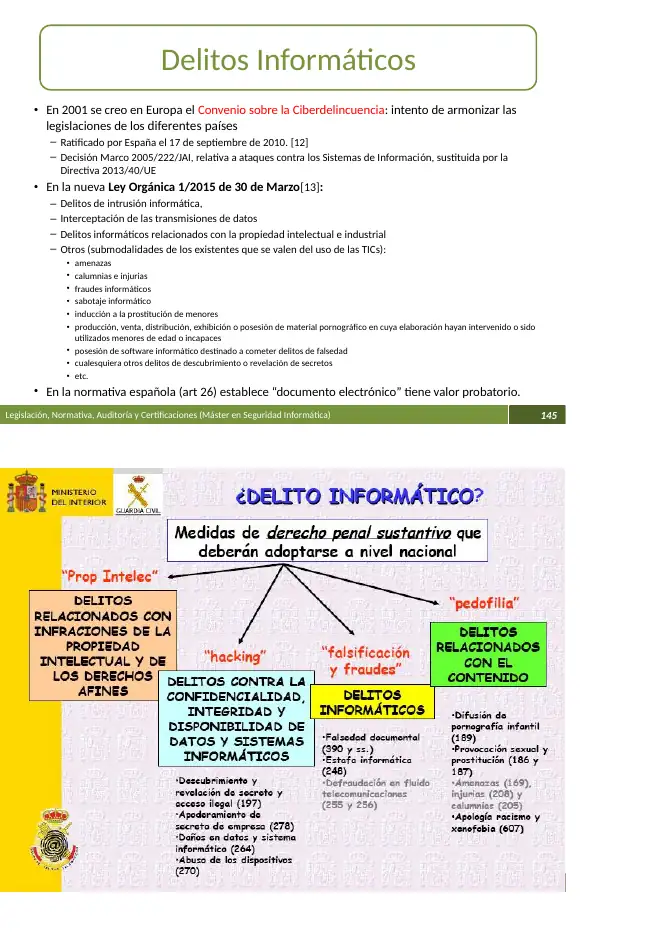 Delitos Informáticos
• En 2001 se creo en Europa el Convenio sobre la Ciberdelincuencia: intento de armonizar las
legislaciones de los diferentes países
– Ratificado por España el 17 de septiembre de 2010. [12]
– Decisión Marco 2005/222/JAI, relativa a ataques contra los Sistemas de Información, sustituida por la
Directiva 2013/40/UE
• En la nueva Ley Orgánica 1/2015 de 30 de Marzo[13]:
– Delitos de intrusión informática,
– Interceptación de las transmisiones de datos
– Delitos informáticos relacionados con la propiedad intelectual e industrial
– Otros (submodalidades de los existentes que se valen del uso de las TICs):
• amenazas
• calumnias e injurias
• fraudes informáticos
• sabotaje informático
• inducción a la prostitución de menores
• producción, venta, distribución, exhibición o posesión de material pornográfico en cuya elaboración hayan intervenido o sido
utilizados menores de edad o incapaces
• posesión de software informático destinado a cometer delitos de falsedad
• cualesquiera otros delitos de descubrimiento o revelación de secretos
• etc.
• En la normativa española (art 26) establece “documento electrónico” tiene valor probatorio.
Legislación, Normativa, Auditoría y Certificaciones (Máster en Seguridad Informática)
145
MINISTERIO
DEL INTERIOR
GUARDIA CIVIL
¿DELITO INFORMÁTICO?
Medidas de derecho penal sustantivo que
deberán adoptarse a nivel nacional
“Prop Intelec”
DELITOS
RELACIONADOS CON
INFRACIONES DE LA
PROPIEDAD
INTELECTUAL Y DE
LOS DERECHOS
AFINES
“hacking”
DELITOS CONTRA LA
CONFIDENCIALIDAD,
INTEGRIDAD Y
DISPONIBILIDAD DE
DATOS Y SISTEMAS
INFORMÁTICOS
•Descubrimiento y
revelación de secreto y
acceso ilegal (197)
•Apoderamiento de
secreto de empresa (278)
•Daños en datos y sistema
informático (264)
•Abuso de los dispositivos
(270)
“falsificación
y fraudes”
DELITOS
INFORMÁTICOS
•Falsedad documental
(390 y ss.)
•Estafa informática
(248)
•Defraudación en fluido
telecomunicaciones
(255 y 256)
“pedofilia”
DELITOS
RELACIONADOS
CON EL
CONTENIDO
•Difusión de
pornografía infantil
(189)
•Provocación sexual y
prostitución (186 y
187)
•Amenazas (169),
injurias (208) y
calumnias (205)
•Apología racismo y
xenofobia (607)